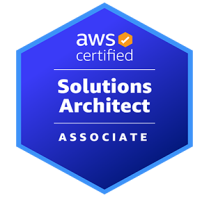 aws
certified
Solutions
Architect
ASSOCIATE